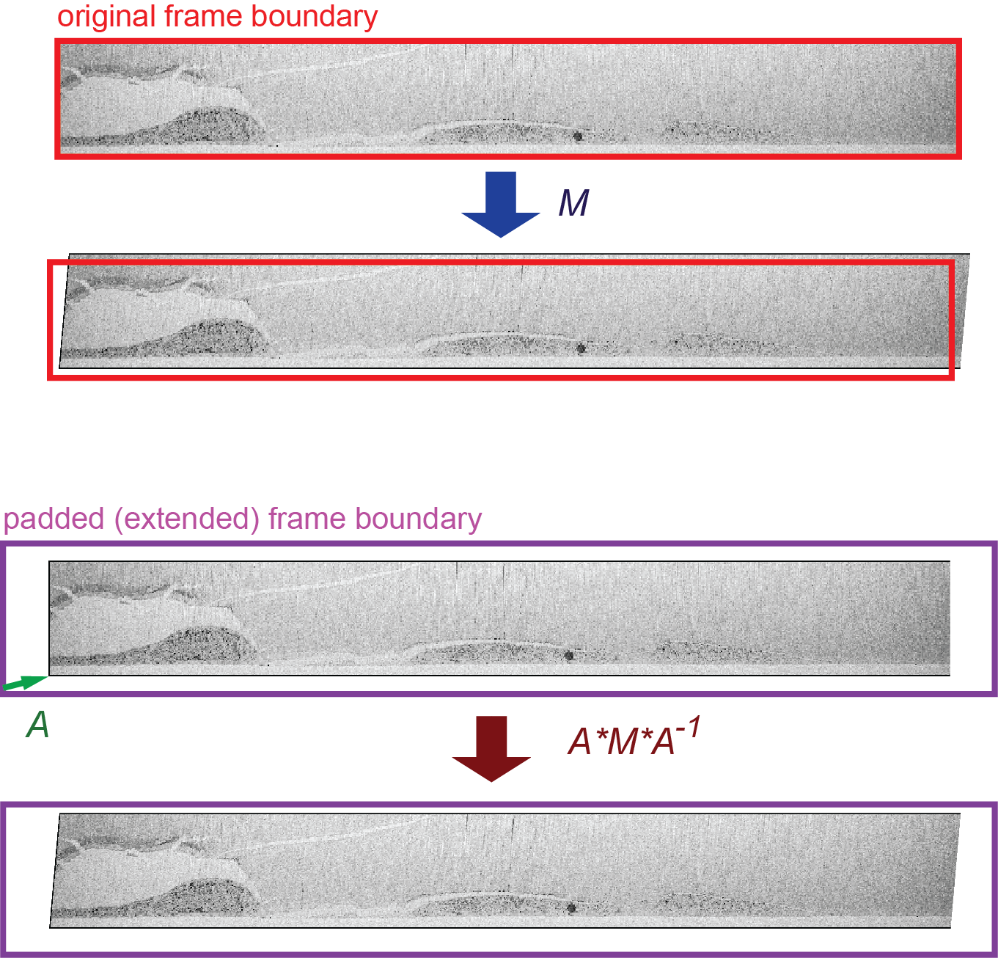 original frame boundary
M
padded (extended) frame boundary
A
A*M*A-1